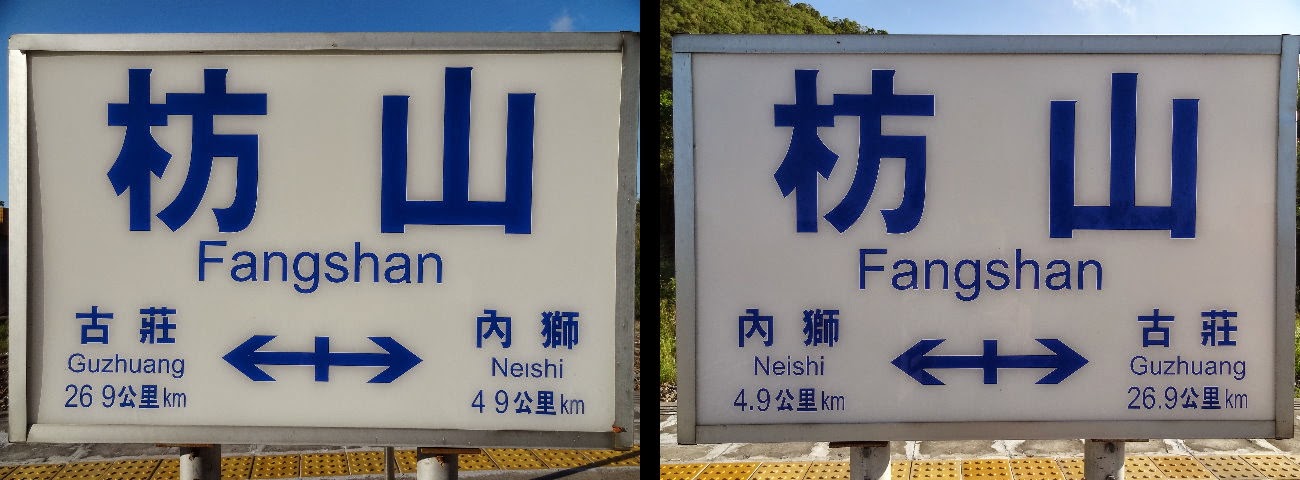 枋 山
Fangshan
古 莊
Guzhuang
26 9公里km
內 獅
Neishi
4 9公里km
枋 山
Fangshan
內 獅
Neishi
4.9公里km
古 莊
Guzhuang
26.9公里km